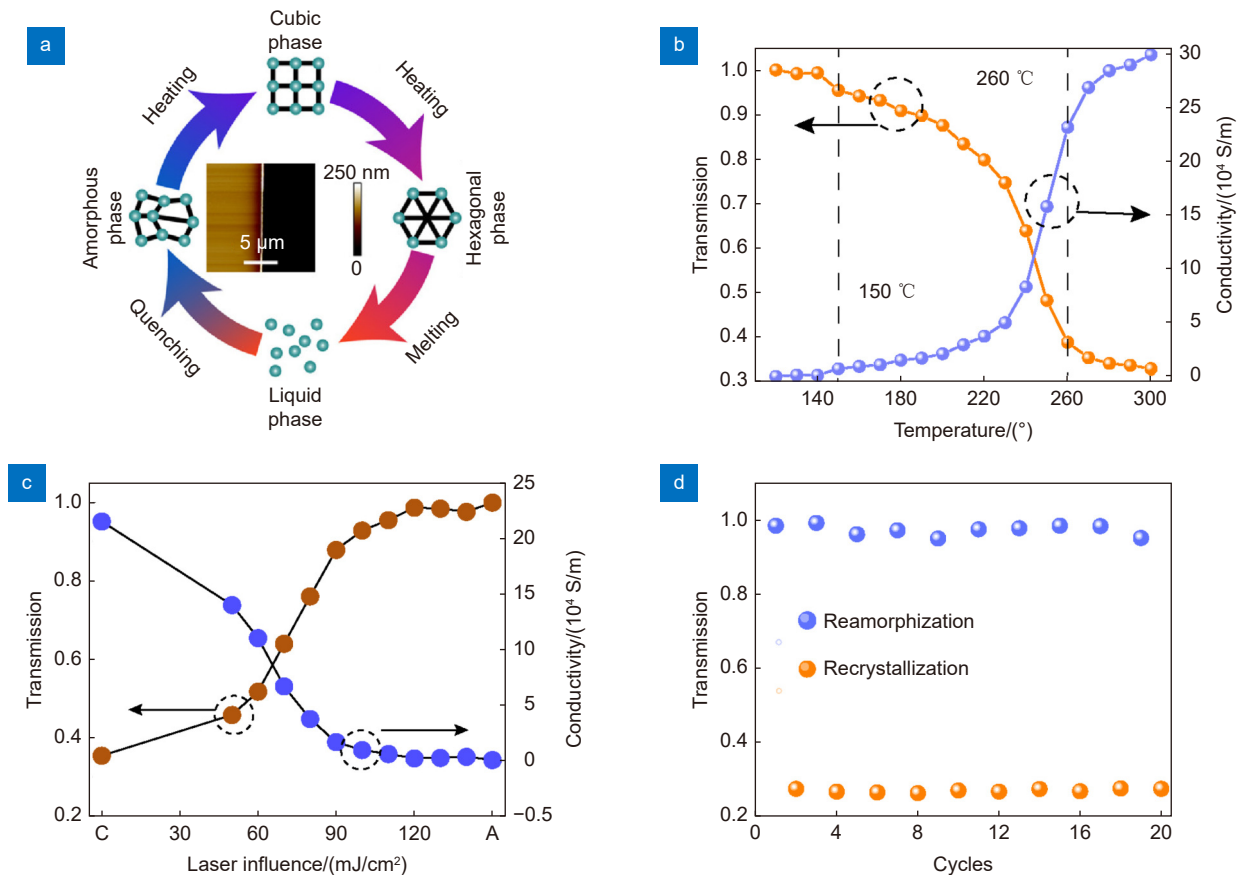 a
Cubic
phase
Heating
Heating
Amorphous
phase
250 nm
0
5 µm
Hexagonal
phase
Quenching
Melting
Liquid
phase
b
Transmission
1.0
0.9
0.8
0.7
0.6
0.5
0.4
0.3
150 ℃
260 ℃
30
25
20
15
10
5
0
Conductivity/(10⁴ S/m)
140
180
220
260
300
Temperature/(°)
c
Transmission
1.0
0.8
0.6
0.4
0.2
25
20
15
10
5
0
−0.5
Conductivity/(10⁴ S/m)
C
30
60
90
120
A
Laser influence/(mJ/cm²)
d
Transmission
1.0
0.8
0.6
0.4
0.2
Reamorphization
Recrystallization
0
4
8
12
16
20
Cycles